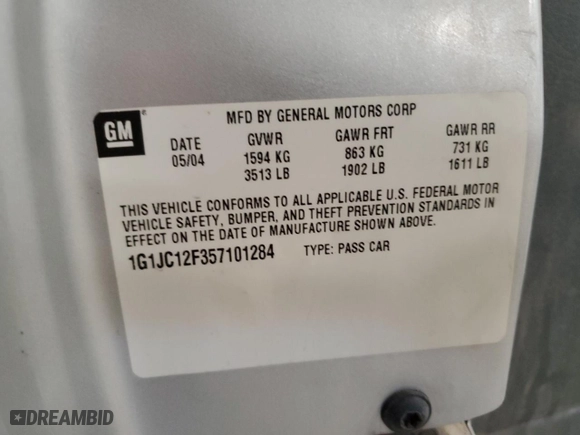 GM
MFD BY GENERAL MOTORS CORP
DATE GVWR GAWR FRT GAWR RR
05/04 1594 KG 863 KG 731 KG
3513 LB 1902 LB 1611 LB
THIS VEHICLE CONFORMS TO ALL APPLICABLE U.S. FEDERAL MOTOR
VEHICLE SAFETY, BUMPER, AND THEFT PREVENTION STANDARDS IN
EFFECT ON THE DATE OF MANUFACTURE SHOWN ABOVE.
1G1JC12F357101284 TYPE: PASS CAR
DREAMBID